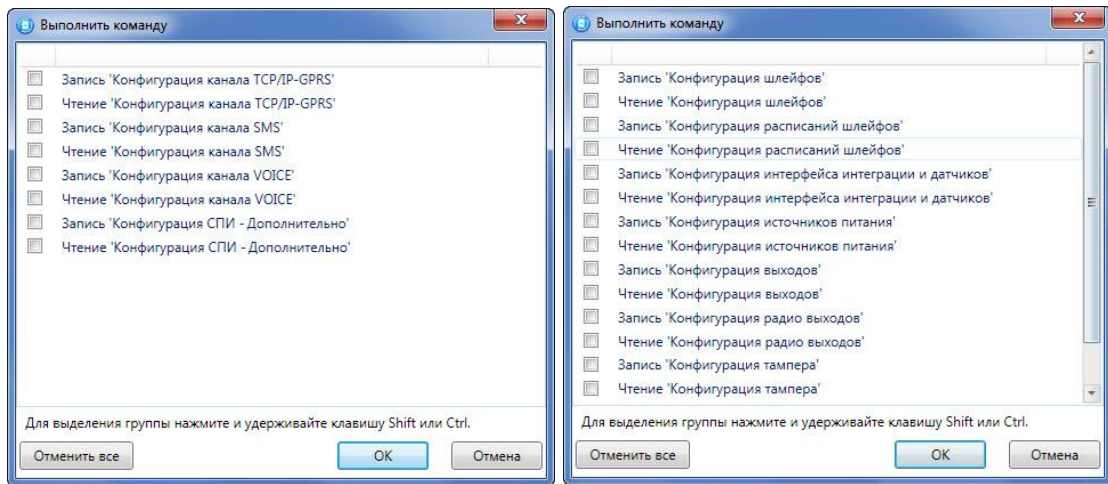 Выполнить команду
Запись 'Конфигурация канала TCP/IP-GPRS'
Чтение 'Конфигурация канала TCP/IP-GPRS'
Запись 'Конфигурация канала SMS'
Чтение 'Конфигурация канала SMS'
Запись 'Конфигурация канала VOICE'
Чтение 'Конфигурация канала VOICE'
Запись 'Конфигурация СПИ - Дополнительно'
Чтение 'Конфигурация СПИ - Дополнительно'
Для выделения группы нажмите и удерживайте клавишу Shift или Ctrl.
Отменить все
OK
Отмена
Выполнить команду
Запись 'Конфигурация шлейфов'
Чтение 'Конфигурация шлейфов'
Запись 'Конфигурация расписаний шлейфов'
Чтение 'Конфигурация расписаний шлейфов'
Запись 'Конфигурация интерфейса интеграции и датчиков'
Чтение 'Конфигурация интерфейса интеграции и датчиков'
Запись 'Конфигурация источников питания'
Чтение 'Конфигурация источников питания'
Запись 'Конфигурация выходов'
Чтение 'Конфигурация выходов'
Запись 'Конфигурация радио выходов'
Чтение 'Конфигурация радио выходов'
Запись 'Конфигурация тампера'
Чтение 'Конфигурация тампера'
Для выделения группы нажмите и удерживайте клавишу Shift или Ctrl.
Отменить все
OK
Отмена